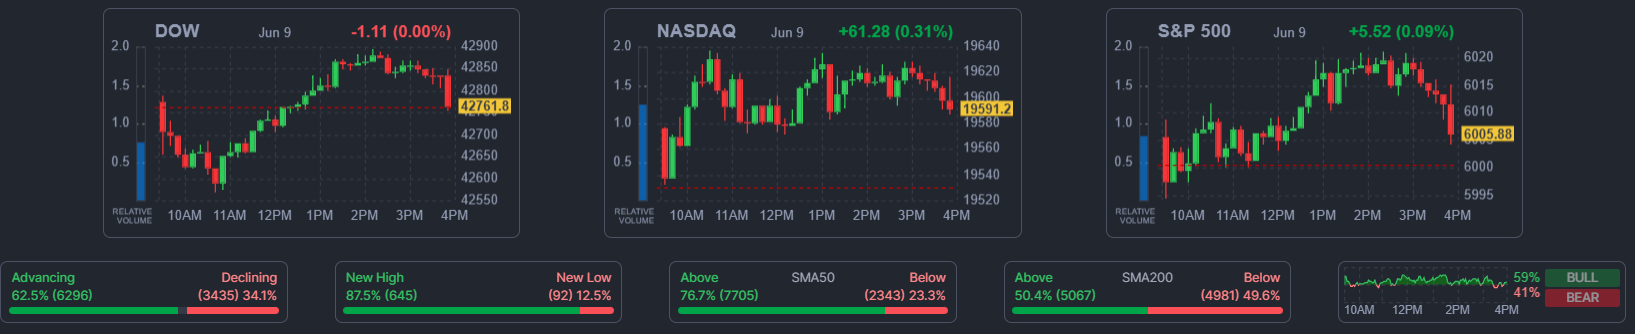 DOW Jun 9 -1.11 (0.00%)
2.0
1.5
1.0
0.5
42900
42850
42800
42761.8
42700
42650
42600
42550
RELATIVE
VOLUME
10AM 11AM 12PM 1PM 2PM 3PM 4PM
NASDAQ Jun 9 +61.28 (0.31%)
2.0
1.5
1.0
0.5
19640
19620
19600
19591.2
19580
19560
19540
19520
RELATIVE
VOLUME
10AM 11AM 12PM 1PM 2PM 3PM 4PM
S&P 500 Jun 9 +5.52 (0.09%)
2.0
1.5
1.0
0.5
6020
6015
6010
6005.88
6000
5995
RELATIVE
VOLUME
10AM 11AM 12PM 1PM 2PM 3PM 4PM
Advancing Declining
62.5% (6296) (3435) 34.1%
New High New Low
87.5% (645) (92) 12.5%
Above SMA50 Below
76.7% (7705) (2343) 23.3%
Above SMA200 Below
50.4% (5067) (4981) 49.6%
59% BULL
41% BEAR
10AM 12PM 2PM 4PM